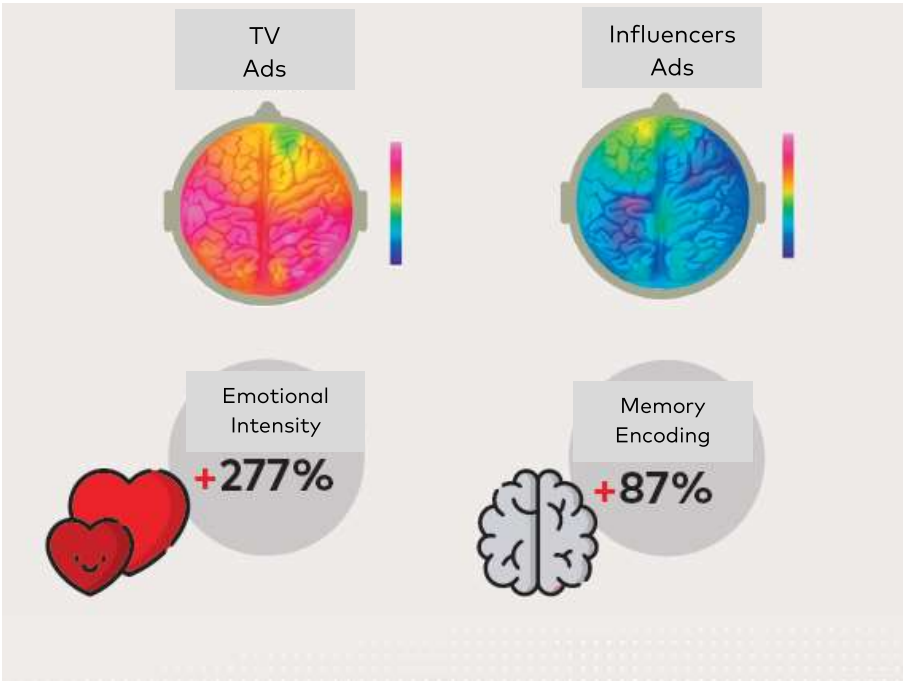 TV
Ads
Influencers
Ads
Emotional
Intensity
+277%
Memory
Encoding
+87%